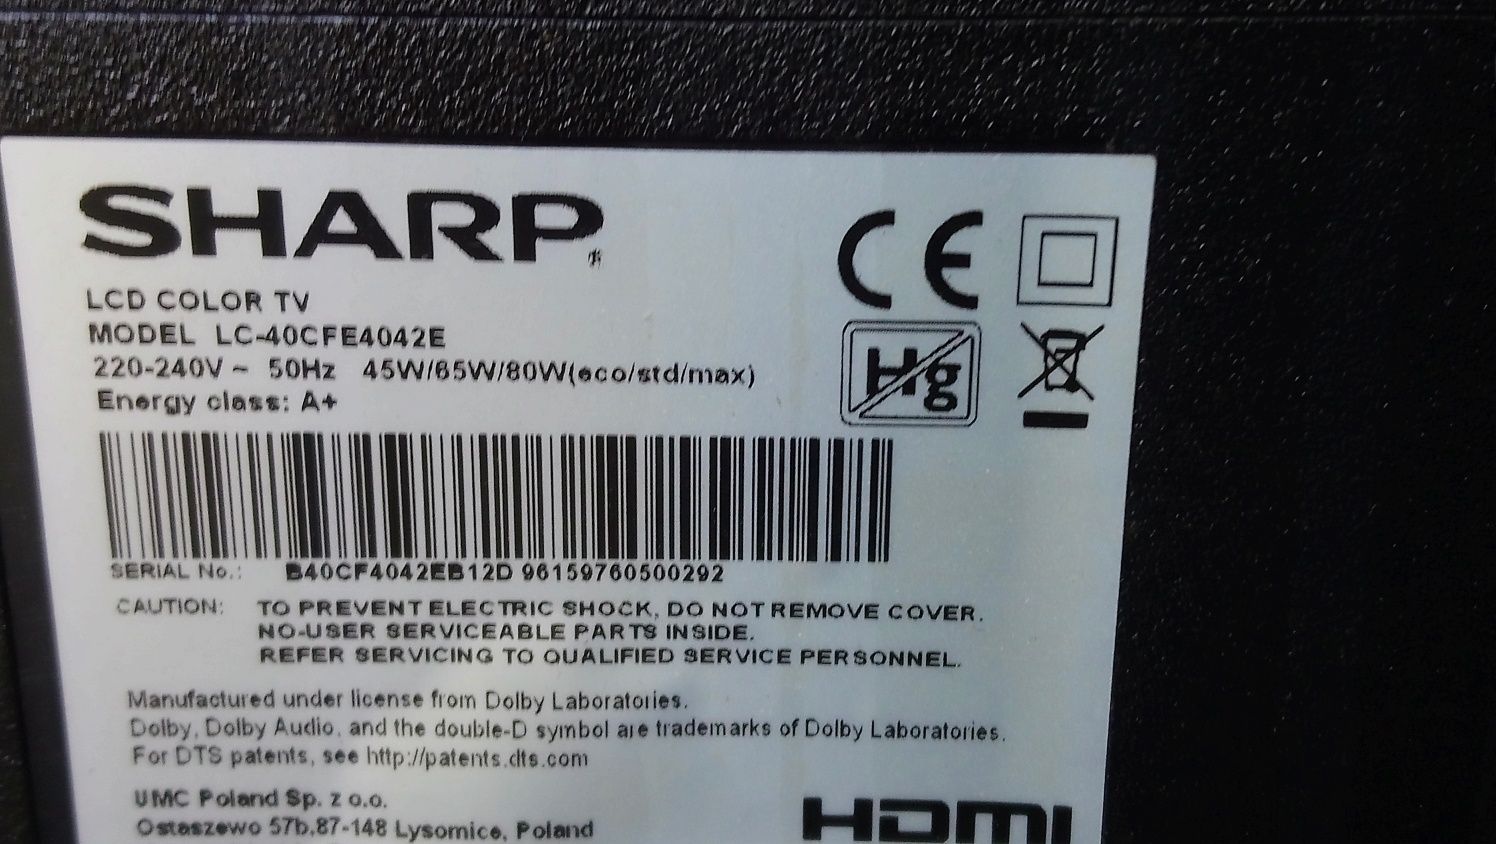 SHARP®
LCD COLOR TV
MODEL LC-40CFE4042E
220-240V ~ 50Hz 45W/65W/80W(eco/std/max)
Energy class: A+
CE
Hg
SERIAL No.: B40CF4042EB12D 96159760500292
CAUTION: TO PREVENT ELECTRIC SHOCK, DO NOT REMOVE COVER.
NO-USER SERVICEABLE PARTS INSIDE.
REFER SERVICING TO QUALIFIED SERVICE PERSONNEL.
Manufactured under license from Dolby Laboratories.
Dolby, Dolby Audio, and the double-D symbol are trademarks of Dolby Laboratories.
For DTS patents, see http://patents.dts.com
UMC Poland Sp. z o.o.
Ostaszewo 57b,87-148 Lysomice, Poland
HDMI